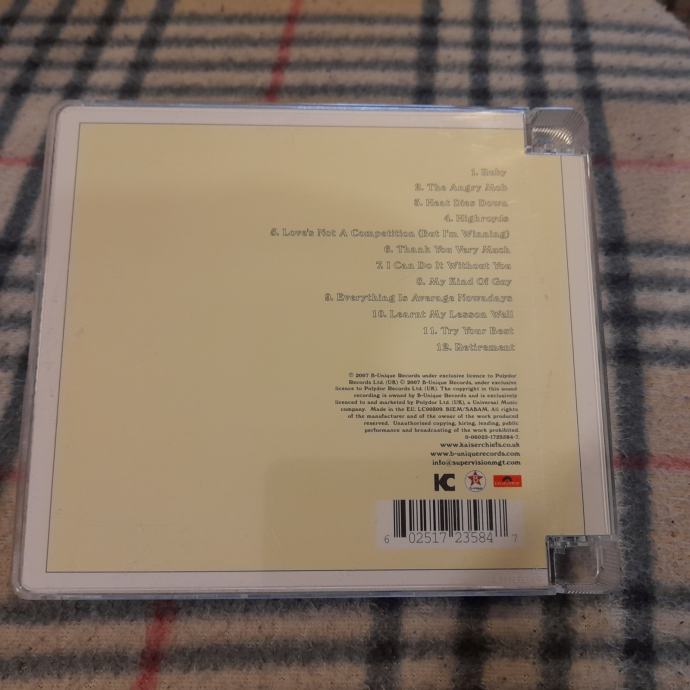 1. Ruby
2. The Angry Mob
3. Heat Dies Down
4. Highroyds
5. Love's Not A Competition (But I'm Winning)
6. Thank You Very Much
7. I Can Do It Without You
8. My Kind Of Guy
9. Everything Is Average Nowadays
10. Learnt My Lesson Well
11. Try Your Best
12. Retirement
℗ 2007 B-Unique Records under exclusive licence to Polydor
Records Ltd. (UK) © 2007 B-Unique Records, under exclusive
licence to Polydor Records Ltd. (UK). The copyright in this sound
recording is owned by B-Unique Records and is exclusively
licenced to and marketed by Polydor Ltd. (UK), a Universal Music
company. Made in the EU. LC00309. BIEM/SABAM. All rights
of the manufacturer and of the owner of the work produced
reserved. Unauthorised copying, hiring, lending, public
performance and broadcasting of the work prohibited.
0-06025-1723584-7.
www.kaiserchiefs.co.uk
www.b-uniquerecords.com
info@supervisionmgt.com
KC
6 02517 23584 7